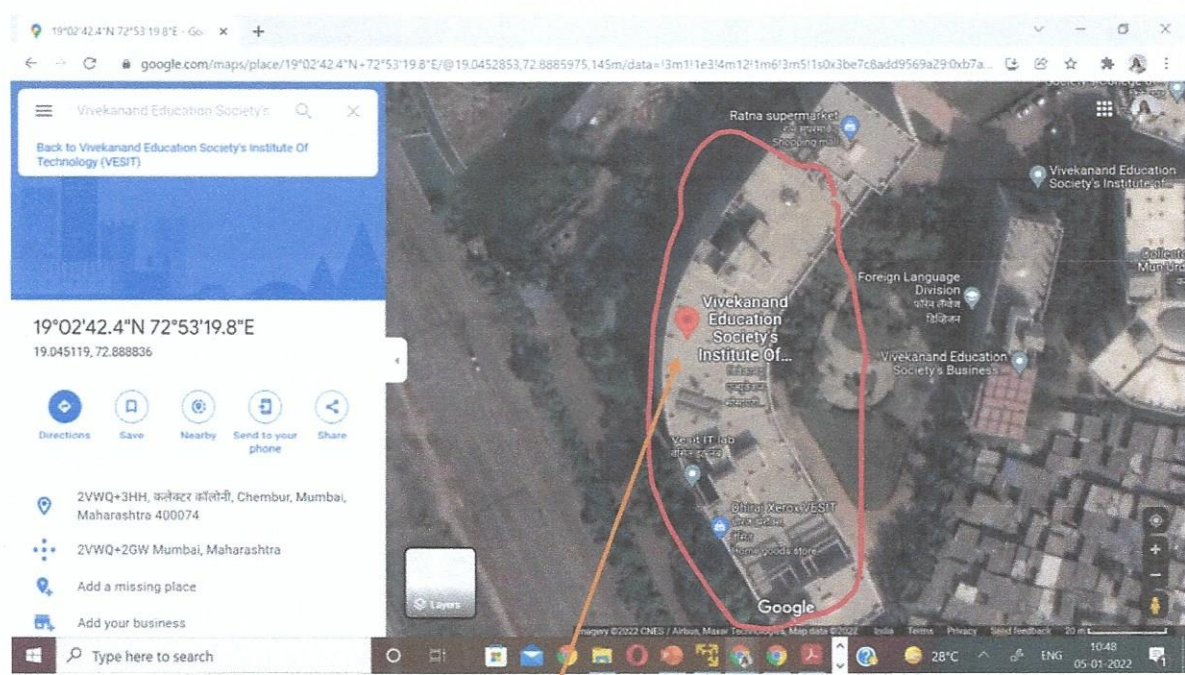 19°02'42.4"N 72°53'19.8"E - Go
google.com/maps/place/19°02'42.4"N+72°53'19.8"E/@19.0452853,72.8885975,145m/data=!3m1!1e3!4m12!1m6!3m5!1s0x3be7c8add9569a29:0xb7a...
Vivekanand Education Society's
Back to Vivekanand Education Society's Institute Of
Technology (VESIT)
19°02'42.4"N 72°53'19.8"E
19.045119, 72.888836
Directions
Save
Nearby
Send to your
phone
Share
2VWQ+3HH, कलेक्टर कॉलोनी, Chembur, Mumbai,
Maharashtra 400074
2VWQ+2GW Mumbai, Maharashtra
Add a missing place
Add your business
Layers
Ratna supermarket
Shopping mall
Vivekanand Education
Society's Institute of...
Foreign Language
Division
फॉरेन लँग्वेज
डिव्हिजन
Vivekanand
Education
Society's
Institute Of...
Vivekanand Education
Society's Business...
Vesit IT lab
Dhiraj Xerox VESIT
Home goods store
Google
Imagery ©2022 CNES / Airbus, Maxar Technologies, Map data ©2022
India
Terms
Privacy
Send feedback
20 m
Type here to search
28°C
ENG
10:48
05-01-2022